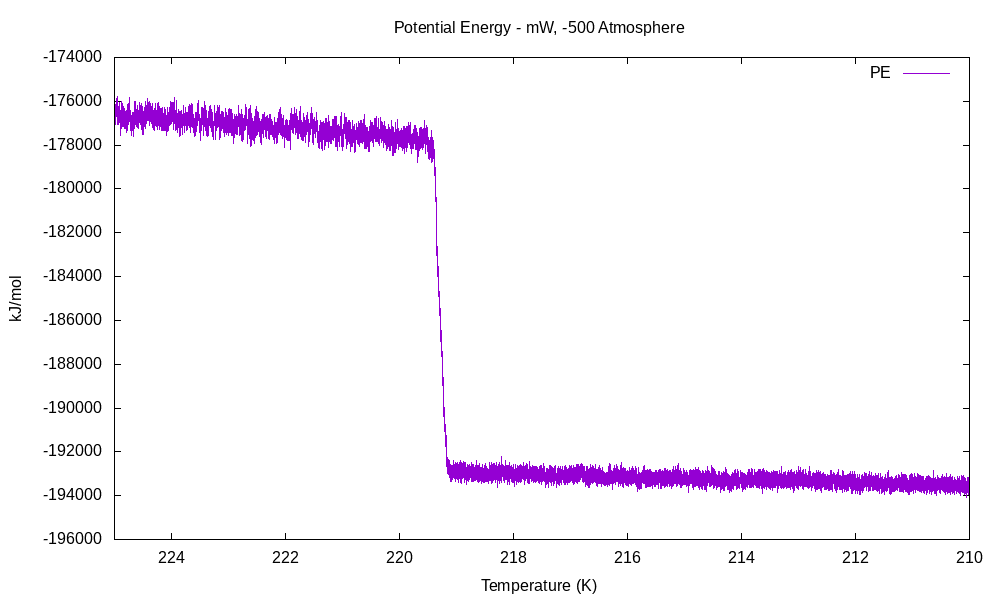 Potential Energy - mW, -500 Atmosphere
PE
-174000
-176000
-178000
-180000
-182000
-184000
-186000
-188000
-190000
-192000
-194000
-196000
kJ/mol
224 222 220 218 216 214 212 210
Temperature (K)